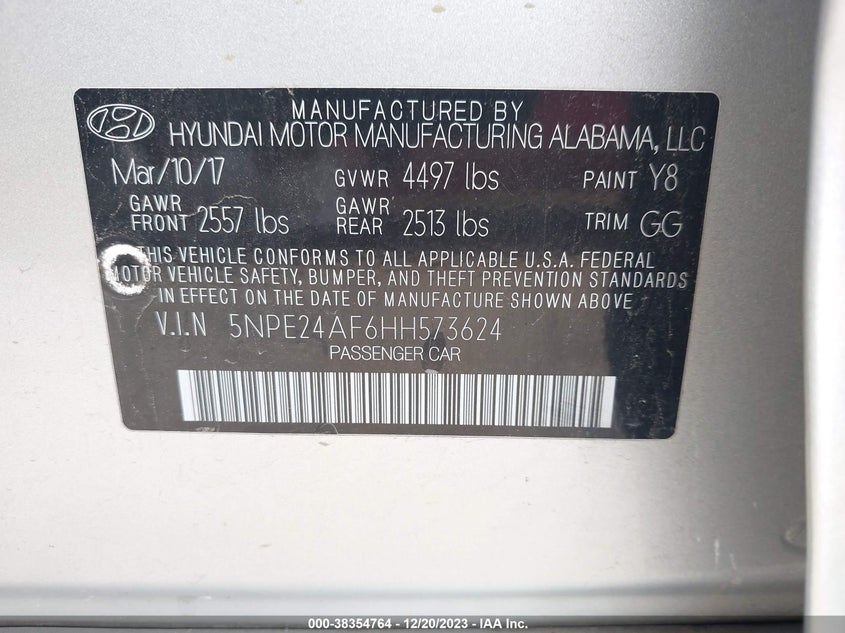 MANUFACTURED BY
HYUNDAI MOTOR MANUFACTURING ALABAMA, LLC
Mar/10/17 GVWR 4497 lbs PAINT Y8
GAWR FRONT 2557 lbs GAWR REAR 2513 lbs TRIM GG
THIS VEHICLE CONFORMS TO ALL APPLICABLE U.S.A. FEDERAL
MOTOR VEHICLE SAFETY, BUMPER, AND THEFT PREVENTION STANDARDS
IN EFFECT ON THE DATE OF MANUFACTURE SHOWN ABOVE
V.I.N 5NPE24AF6HH573624
PASSENGER CAR
000-38354764 - 12/20/2023 - IAA Inc.